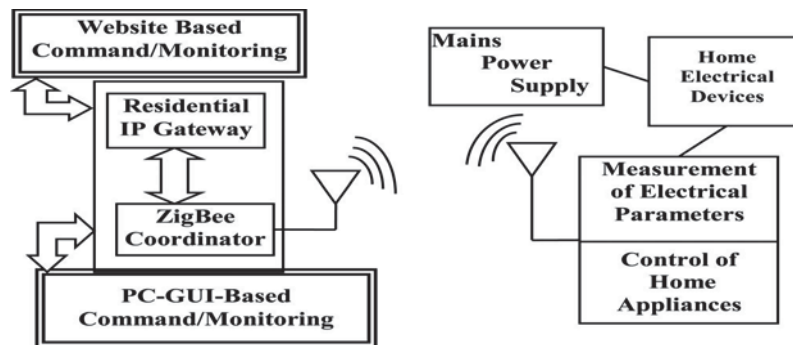 Website Based
Command/Monitoring
Residential
IP Gateway
ZigBee
Coordinator
PC-GUI-Based
Command/Monitoring
Mains
Power
Supply
Home
Electrical
Devices
Measurement
of Electrical
Parameters
Control of
Home
Appliances